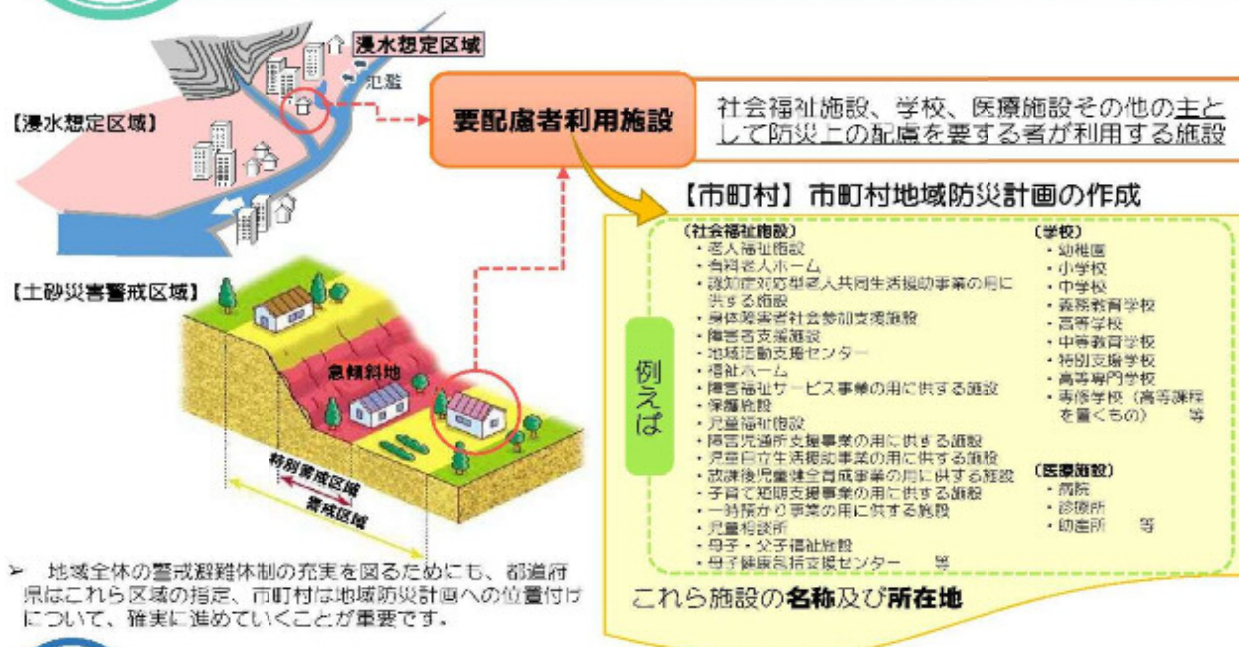 浸水想定区域
氾濫
【浸水想定区域】
要配慮者利用施設
社会福祉施設、学校、医療施設その他の主と
して防災上の配慮を要する者が利用する施設
【土砂災害警戒区域】
急傾斜地
特別警戒区域
警戒区域
➢ 地域全体の警戒避難体制の充実を図るためにも、都道府
県はこれら区域の指定、市町村は地域防災計画への位置付け
について、確実に進めていくことが重要です。
【市町村】市町村地域防災計画の作成
例えば
(社会福祉施設)
・老人福祉施設
・有料老人ホーム
・認知症対応型老人共同生活援助事業の用に
供する施設
・身体障害者社会参加支援施設
・障害者支援施設
・地域活動支援センター
・福祉ホーム
・障害福祉サービス事業の用に供する施設
・保護施設
・児童福祉施設
・障害児通所支援事業の用に供する施設
・児童自立生活援助事業の用に供する施設
・放課後児童健全育成事業の用に供する施設
・子育て短期支援事業の用に供する施設
・一時預かり事業の用に供する施設
・児童相談所
・母子・父子福祉施設
・母子健康包括支援センター 等
(学校)
・幼稚園
・小学校
・中学校
・義務教育学校
・高等学校
・中等教育学校
・特別支援学校
・高等専門学校
・専修学校(高等課程
を置くもの) 等
(医療施設)
・病院
・診療所
・助産所 等
これら施設の名称及び所在地